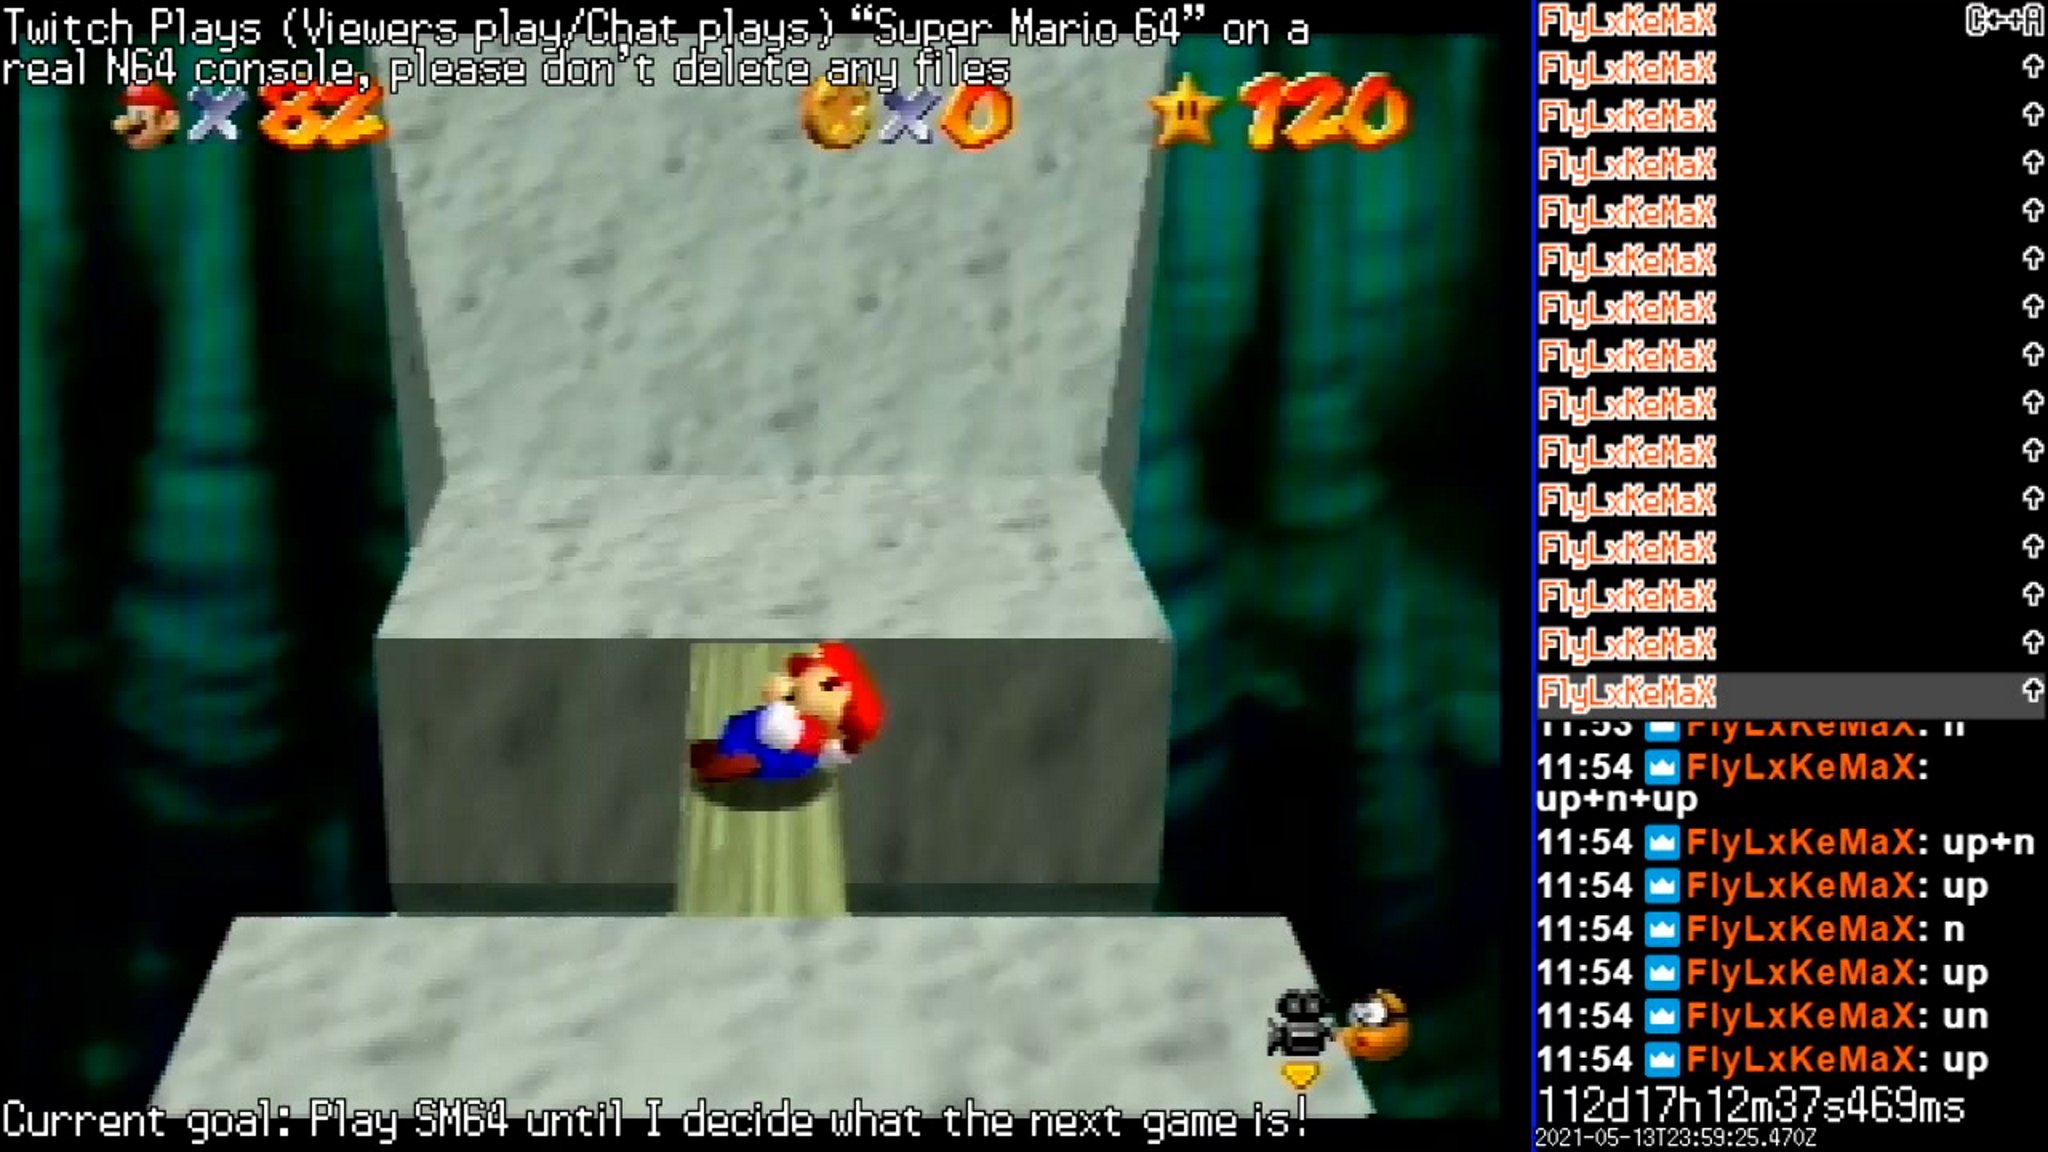 Twitch Plays (Viewers play/Chat plays) “Super Mario 64” on a
real N64 console, please don't delete any files
x 82
x 0
120
Current goal: Play SM64 until I decide what the next game is!
FlyLxKeMaX C←+A
FlyLxKeMaX ↑
FlyLxKeMaX ↑
FlyLxKeMaX ↑
FlyLxKeMaX ↑
FlyLxKeMaX ↑
FlyLxKeMaX ↑
FlyLxKeMaX ↑
FlyLxKeMaX ↑
FlyLxKeMaX ↑
FlyLxKeMaX ↑
FlyLxKeMaX ↑
FlyLxKeMaX ↑
FlyLxKeMaX ↑
FlyLxKeMaX ↑
11:53 FlyLxKeMaX: n
11:54 FlyLxKeMaX:
up+n+up
11:54 FlyLxKeMaX: up+n
11:54 FlyLxKeMaX: up
11:54 FlyLxKeMaX: n
11:54 FlyLxKeMaX: up
11:54 FlyLxKeMaX: un
11:54 FlyLxKeMaX: up
112d17h12m37s469ms
2021-05-13T23:59:25.470Z